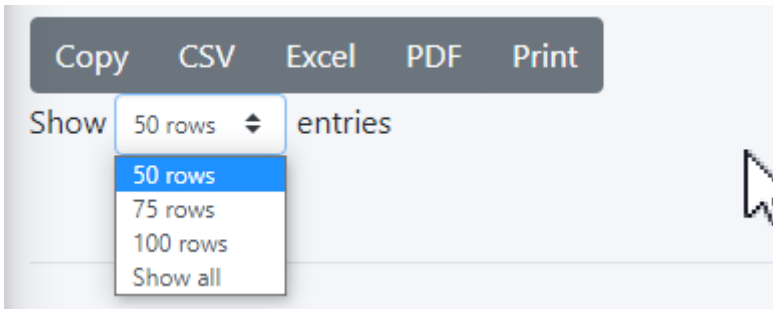 Copy CSV Excel PDF Print
Show 50 rows entries
50 rows
75 rows
100 rows
Show all